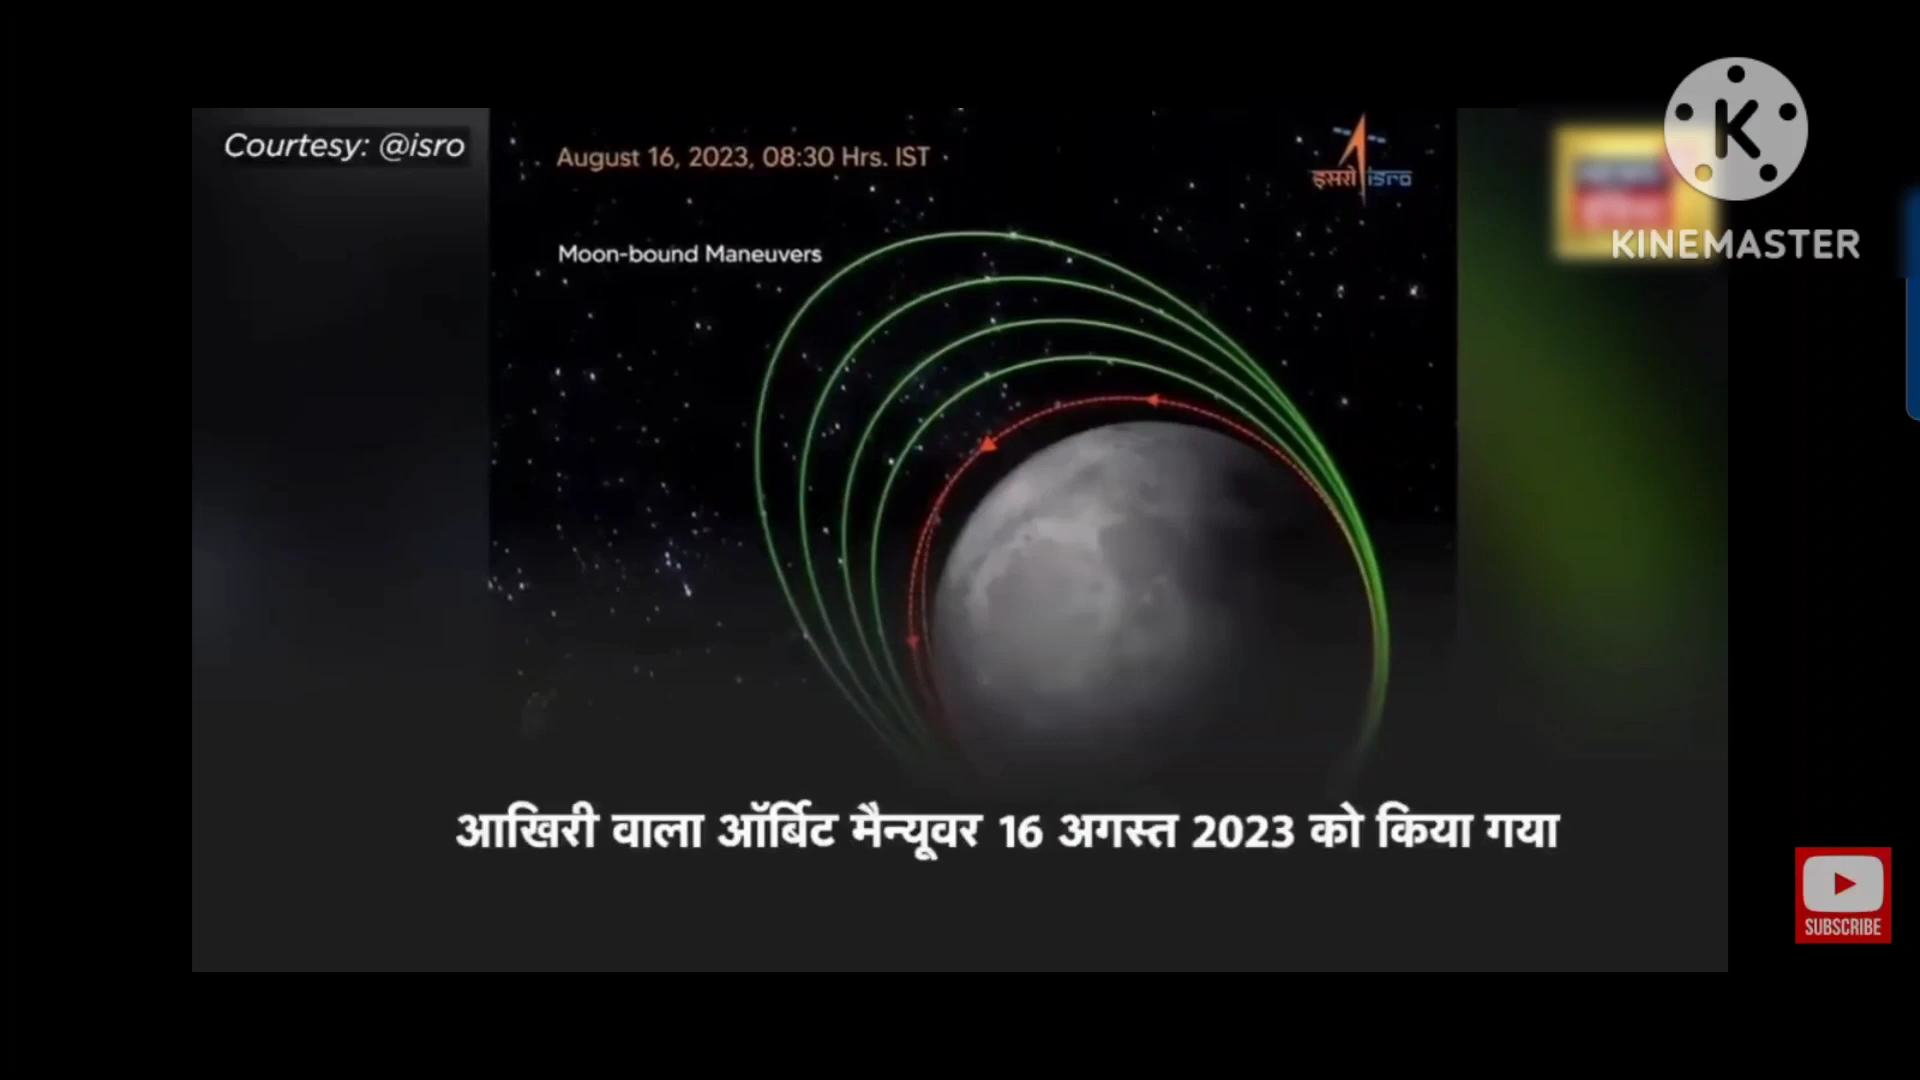 Courtesy: @isro
August 16, 2023, 08:30 Hrs. IST
इसरो isro
Moon-bound Maneuvers
K
KINEMASTER
आखिरी वाला ऑर्बिट मैन्यूवर 16 अगस्त 2023 को किया गया
SUBSCRIBE